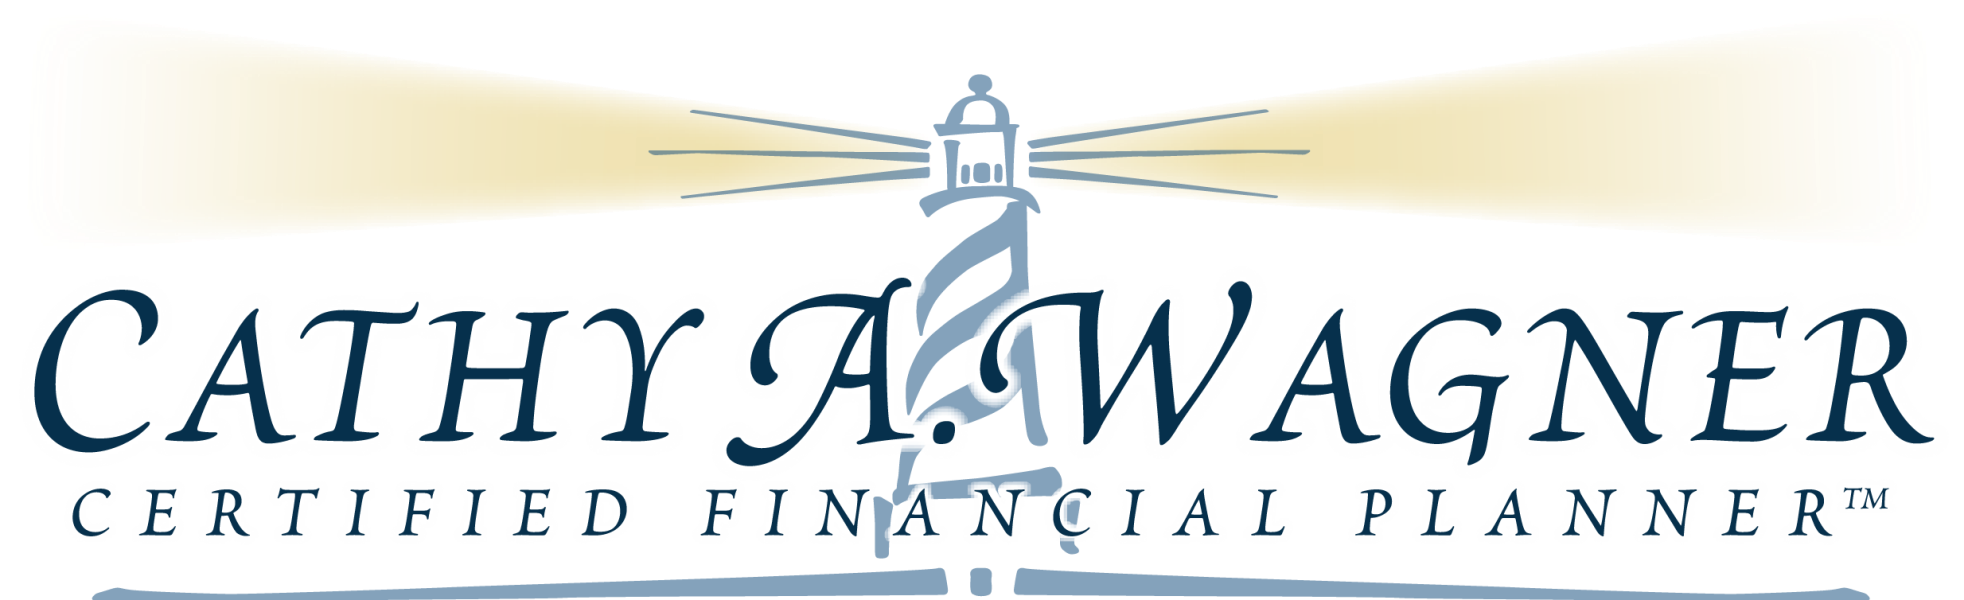 CATHY A. WAGNER
CERTIFIED FINANCIAL PLANNER™